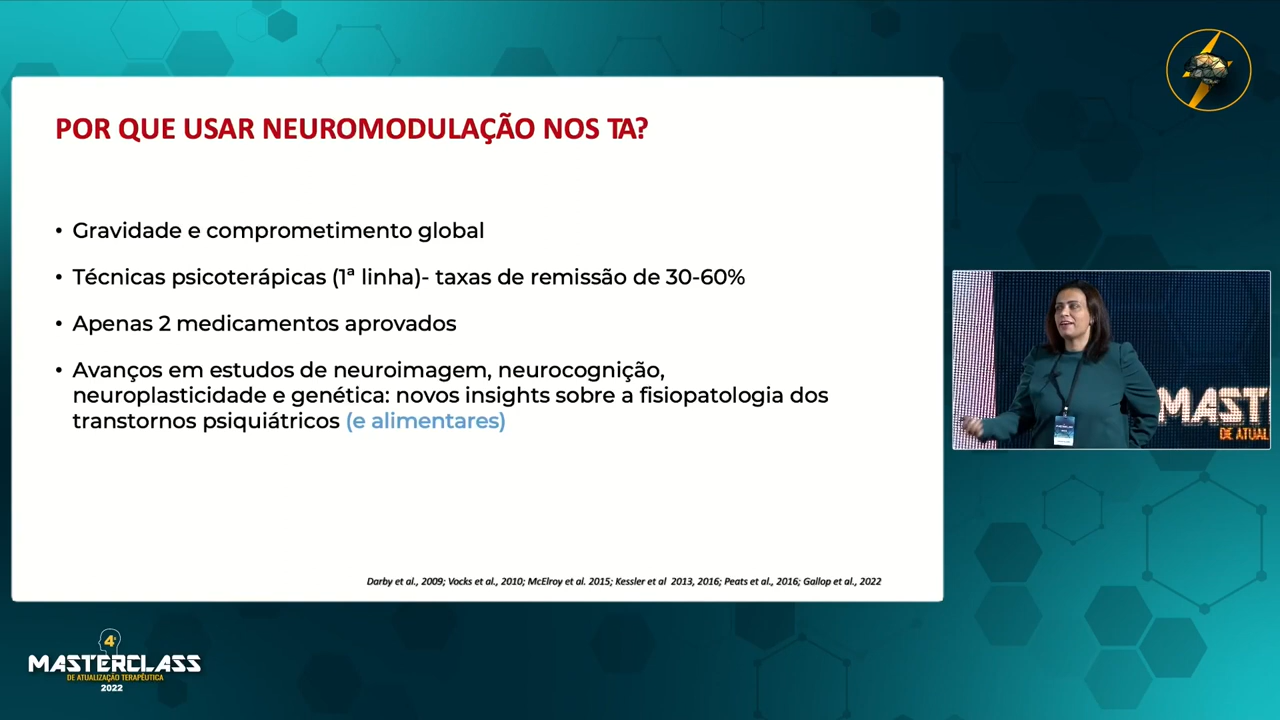 POR QUE USAR NEUROMODULAÇÃO NOS TA?
• Gravidade e comprometimento global
• Técnicas psicoterápicas (1ª linha)- taxas de remissão de 30-60%
• Apenas 2 medicamentos aprovados
• Avanços em estudos de neuroimagem, neurocognição,
neuroplasticidade e genética: novos insights sobre a fisiopatologia dos
transtornos psiquiátricos (e alimentares)
Darby et al., 2009; Vocks et al., 2010; McElroy et al. 2015; Kessler et al 2013, 2016; Peats et al., 2016; Gallop et al., 2022
MAST
DE ATUAL
4ª
MASTERCLASS
DE ATUALIZAÇÃO TERAPÊUTICA
2022